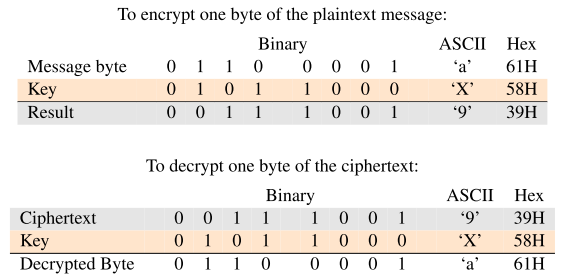 To encrypt one byte of the plaintext message:
Binary ASCII Hex
Message byte 0 1 1 0 0 0 0 1 ‘a’ 61H
Key 0 1 0 1 1 0 0 0 ‘X’ 58H
Result 0 0 1 1 1 0 0 1 ‘9’ 39H
To decrypt one byte of the ciphertext:
Binary ASCII Hex
Ciphertext 0 0 1 1 1 0 0 1 ‘9’ 39H
Key 0 1 0 1 1 0 0 0 ‘X’ 58H
Decrypted Byte 0 1 1 0 0 0 0 1 ‘a’ 61H